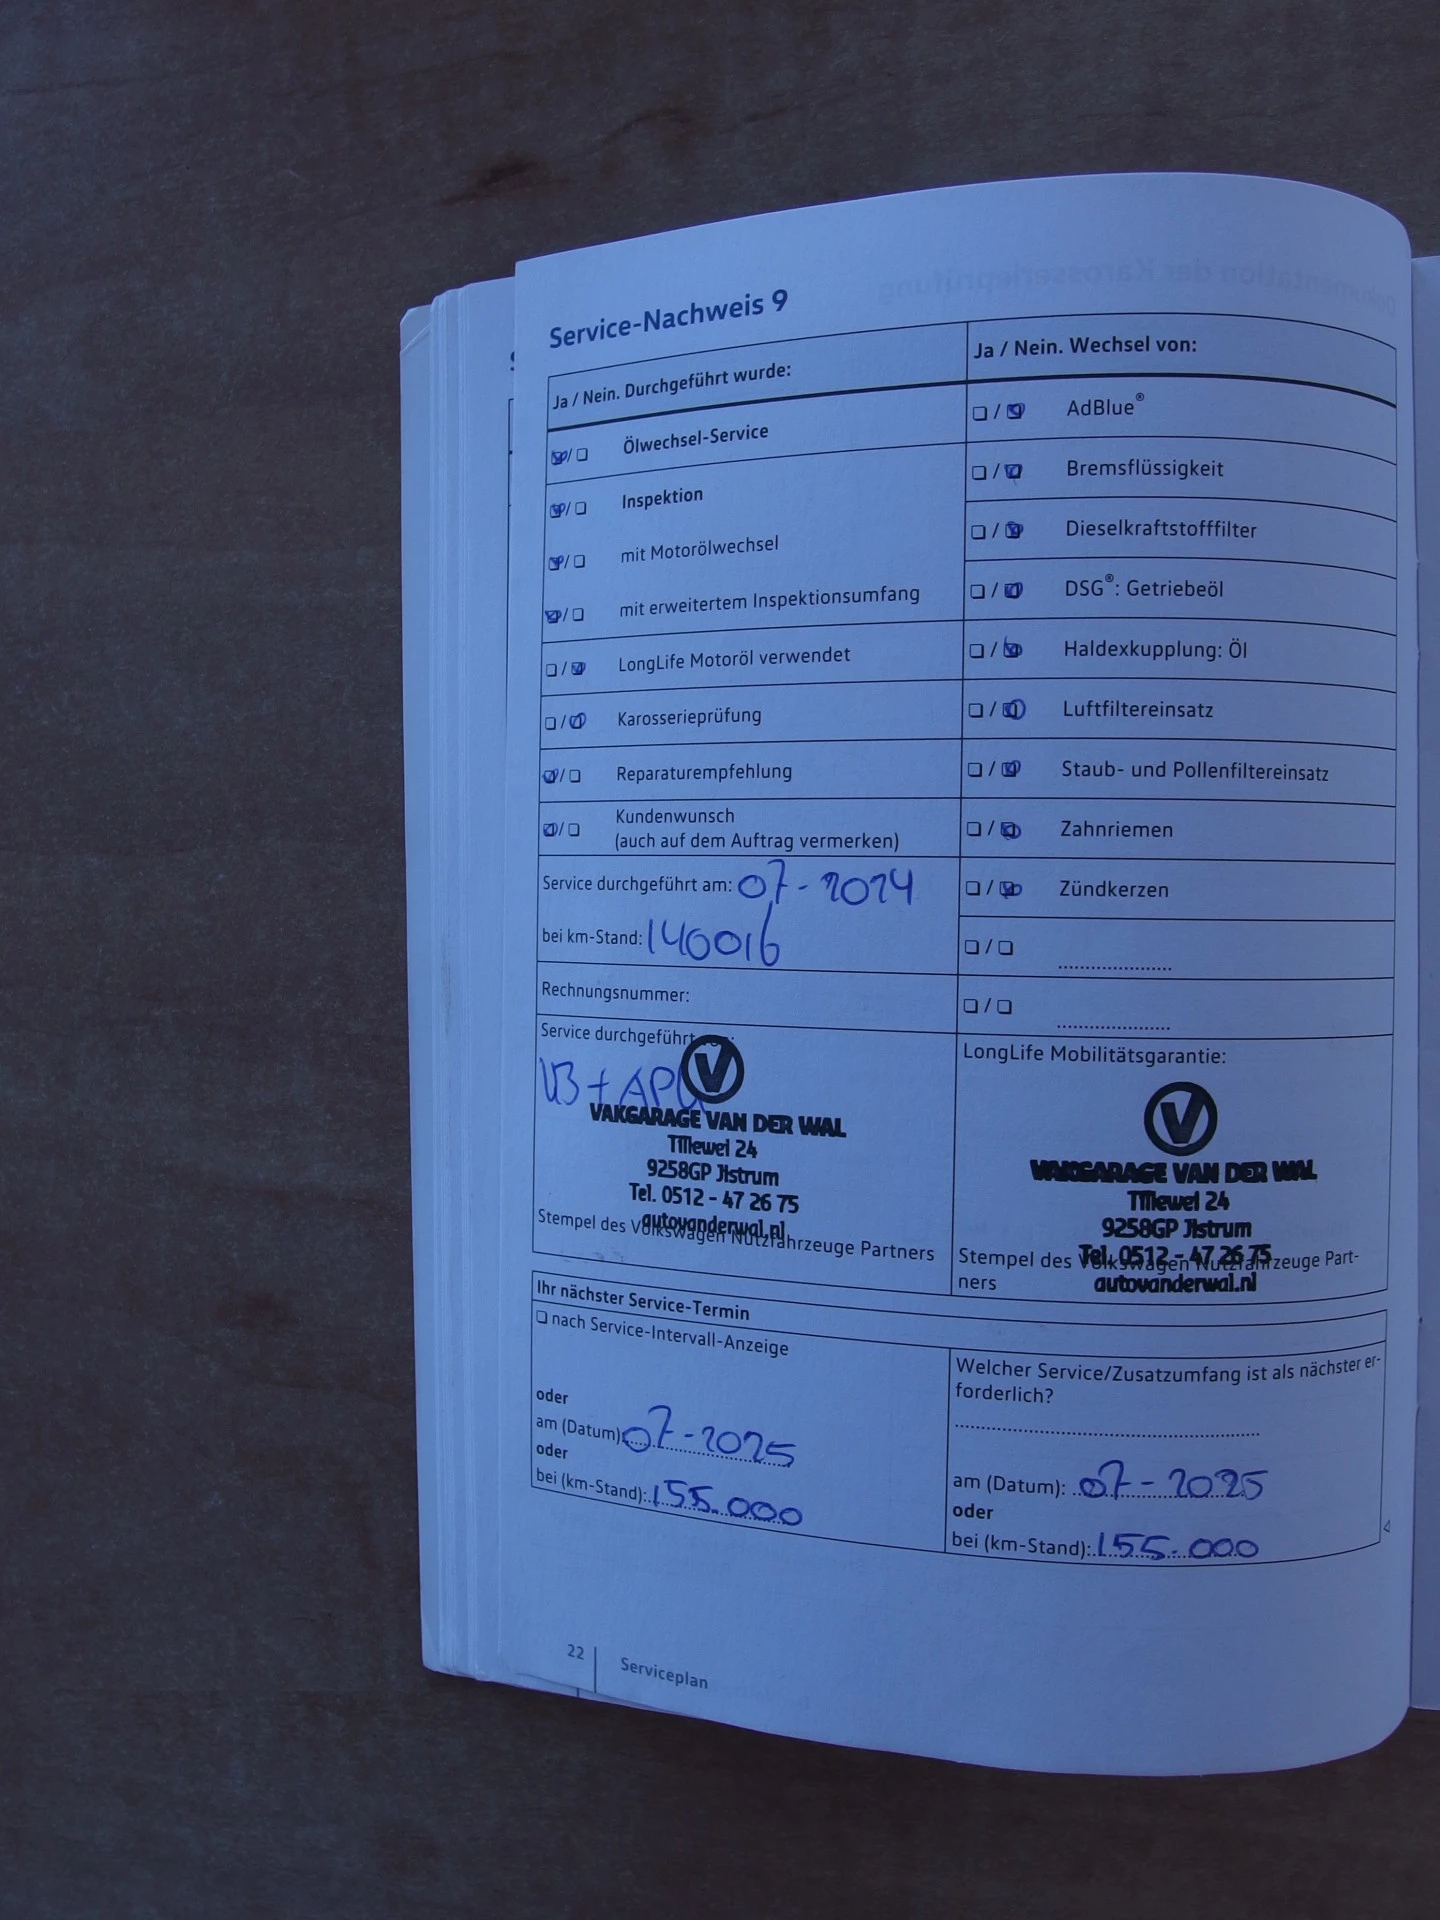 Service-Nachweis 9
Ja / Nein. Durchgeführt wurde:
Ölwechsel-Service
Inspektion
mit Motorölwechsel
mit erweitertem Inspektionsumfang
LongLife Motoröl verwendet
Karosserieprüfung
Reparaturempfehlung
Kundenwunsch
(auch auf dem Auftrag vermerken)
Service durchgeführt am: 07-2024
bei km-Stand: 140016
Rechnungsnummer:
Service durchgeführt
VAKGARAGE VAN DER WAL
Tillewei 24
9258GP Jistrum
Tel. 0512 - 47 26 75
autovanderwal.nl
Stempel des Volkswagen Nutzfahrzeuge Partners
Ja / Nein. Wechsel von:
AdBlue®
Bremsflüssigkeit
Dieselkraftstofffilter
DSG®: Getriebeöl
Haldexkupplung: Öl
Luftfiltereinsatz
Staub- und Pollenfiltereinsatz
Zahnriemen
Zündkerzen
LongLife Mobilitätsgarantie:
VAKGARAGE VAN DER WAL
Tillewei 24
9258GP Jistrum
Tel. 0512 - 47 26 75
autovanderwal.nl
Stempel des Volkswagen Nutzfahrzeuge Part-
ners
Ihr nächster Service-Termin
nach Service-Intervall-Anzeige
oder
am (Datum): 07-2025
oder
bei (km-Stand): 155.000
Welcher Service/Zusatzumfang ist als nächster er-
forderlich?
am (Datum): 07-2025
oder
bei (km-Stand): 155.000
22 Serviceplan